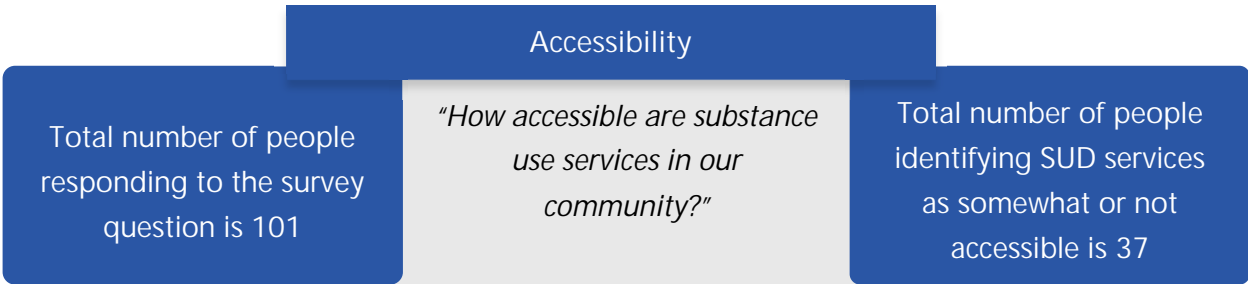 Accessibility
Total number of people
responding to the survey
question is 101
"How accessible are substance
use services in our
community?"
Total number of people
identifying SUD services
as somewhat or not
accessible is 37